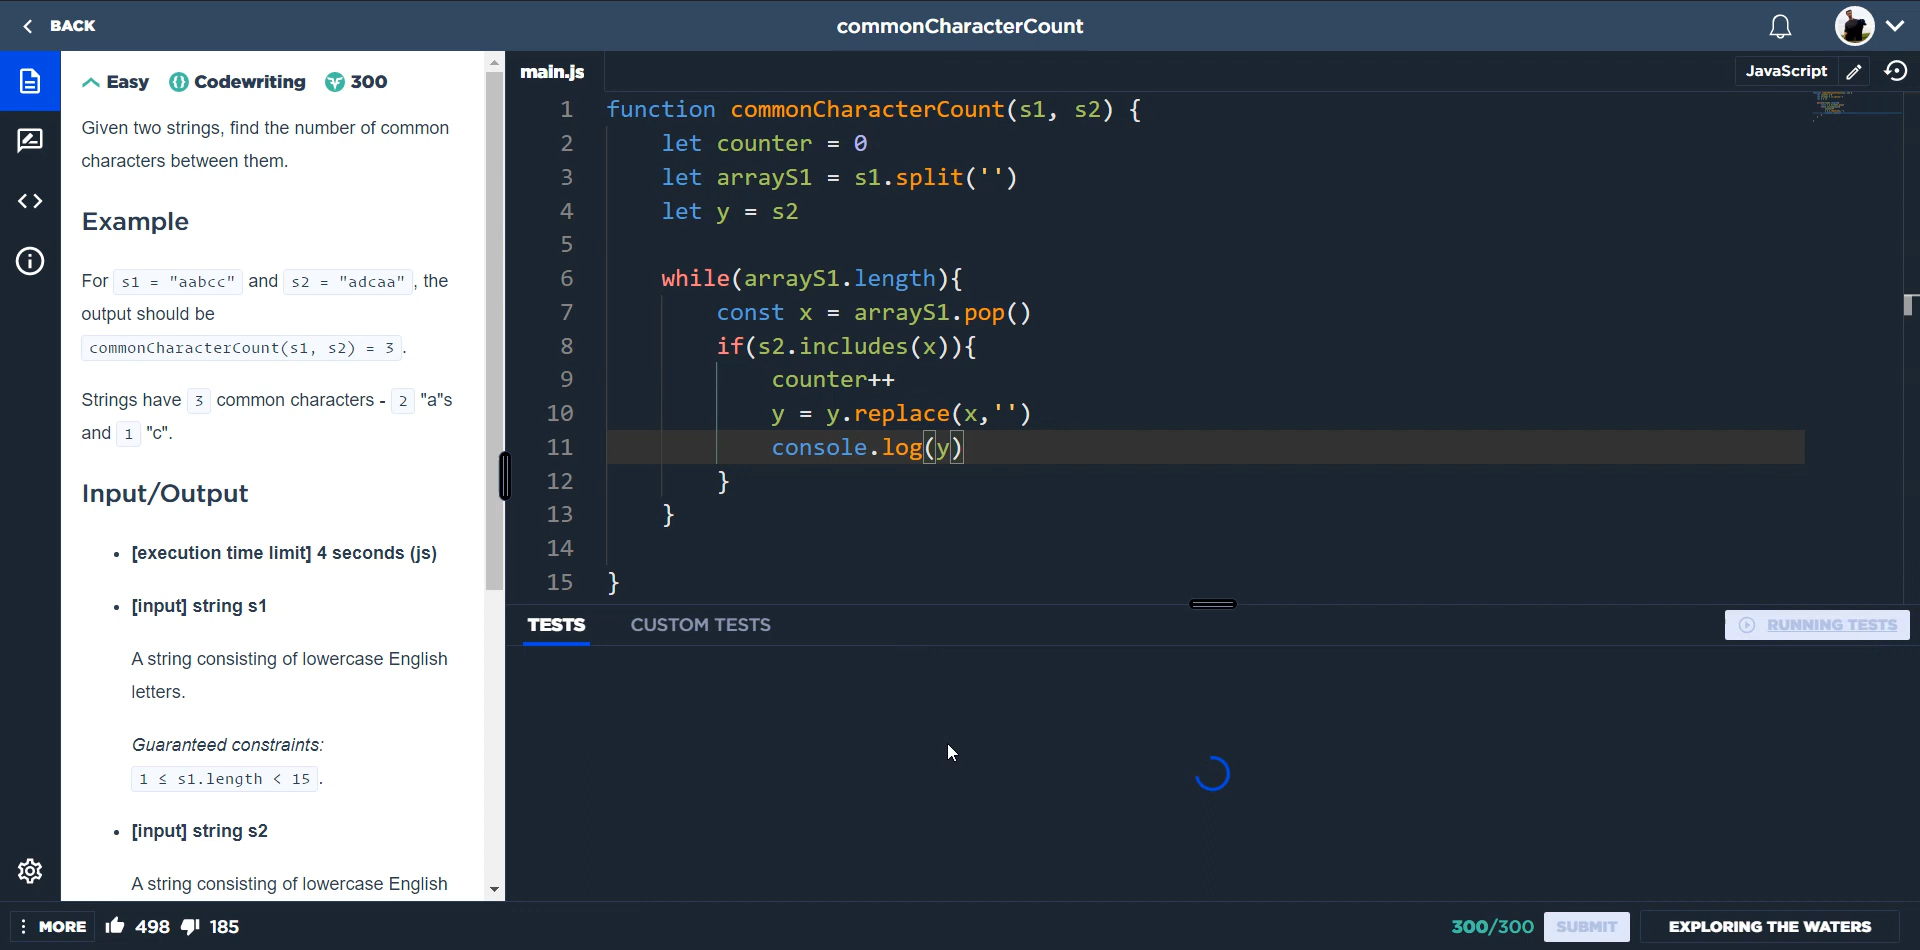 BACK
commonCharacterCount
Easy Codewriting 300
Given two strings, find the number of common
characters between them.
Example
For s1 = "aabcc" and s2 = "adcaa", the
output should be
commonCharacterCount(s1, s2) = 3.
Strings have 3 common characters - 2 "a"s
and 1 "c".
Input/Output
• [execution time limit] 4 seconds (js)
• [input] string s1
A string consisting of lowercase English
letters.
Guaranteed constraints:
1 ≤ s1.length < 15.
• [input] string s2
A string consisting of lowercase English
main.js
JavaScript
1 function commonCharacterCount(s1, s2) {
2 let counter = 0
3 let arrayS1 = s1.split('')
4 let y = s2
5
6 while(arrayS1.length){
7 const x = arrayS1.pop()
8 if(s2.includes(x)){
9 counter++
10 y = y.replace(x,'')
11 console.log(y)
12 }
13 }
14
15 }
TESTS CUSTOM TESTS
RUNNING TESTS
MORE 498 185
300/300 SUBMIT EXPLORING THE WATERS